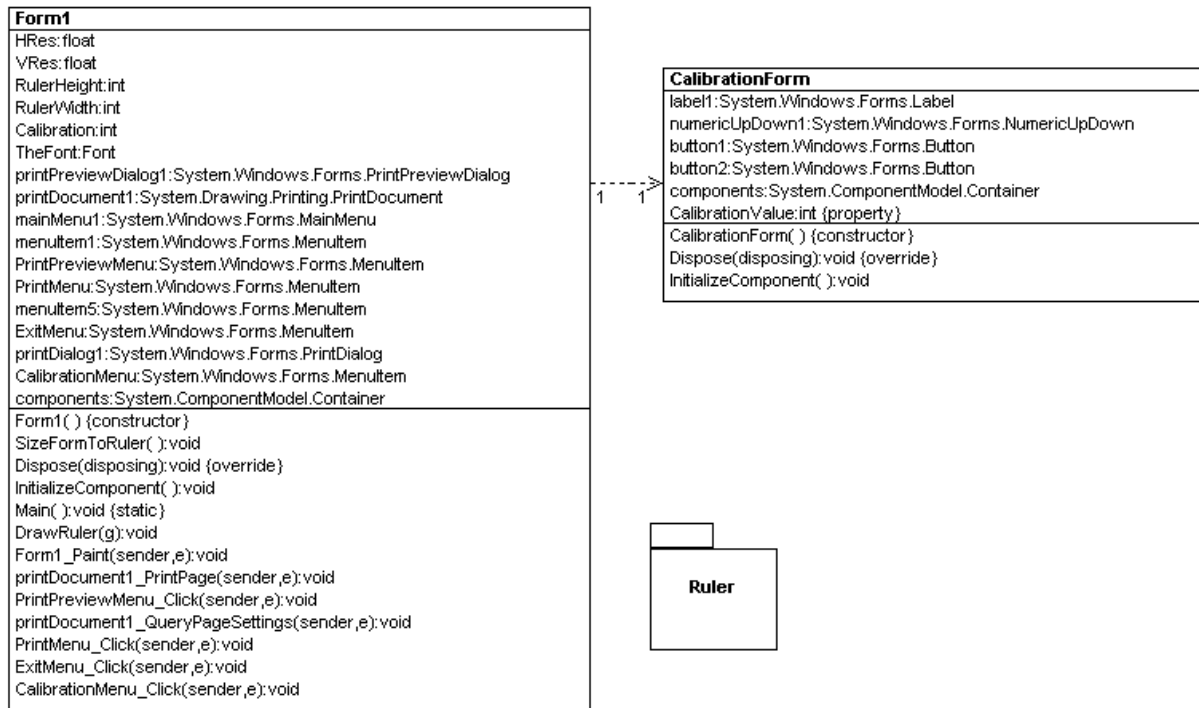 Form1
HRes:float
VRes:float
RulerHeight:int
RulerWidth:int
Calibration:int
TheFont:Font
printPreviewDialog1:System.Windows.Forms.PrintPreviewDialog
printDocument1:System.Drawing.Printing.PrintDocument
mainMenu1:System.Windows.Forms.MainMenu
menuItem1:System.Windows.Forms.MenuItem
PrintPreviewMenu:System.Windows.Forms.MenuItem
PrintMenu:System.Windows.Forms.MenuItem
menuItem5:System.Windows.Forms.MenuItem
ExitMenu:System.Windows.Forms.MenuItem
printDialog1:System.Windows.Forms.PrintDialog
CalibrationMenu:System.Windows.Forms.MenuItem
components:System.ComponentModel.Container
Form1( ) {constructor}
SizeFormToRuler( ):void
Dispose(disposing):void {override}
InitializeComponent( ):void
Main( ):void {static}
DrawRuler(g):void
Form1_Paint(sender,e):void
printDocument1_PrintPage(sender,e):void
PrintPreviewMenu_Click(sender,e):void
printDocument1_QueryPageSettings(sender,e):void
PrintMenu_Click(sender,e):void
ExitMenu_Click(sender,e):void
CalibrationMenu_Click(sender,e):void
1 1
CalibrationForm
label1:System.Windows.Forms.Label
numericUpDown1:System.Windows.Forms.NumericUpDown
button1:System.Windows.Forms.Button
button2:System.Windows.Forms.Button
components:System.ComponentModel.Container
CalibrationValue:int {property}
CalibrationForm( ) {constructor}
Dispose(disposing):void {override}
InitializeComponent( ):void
Ruler